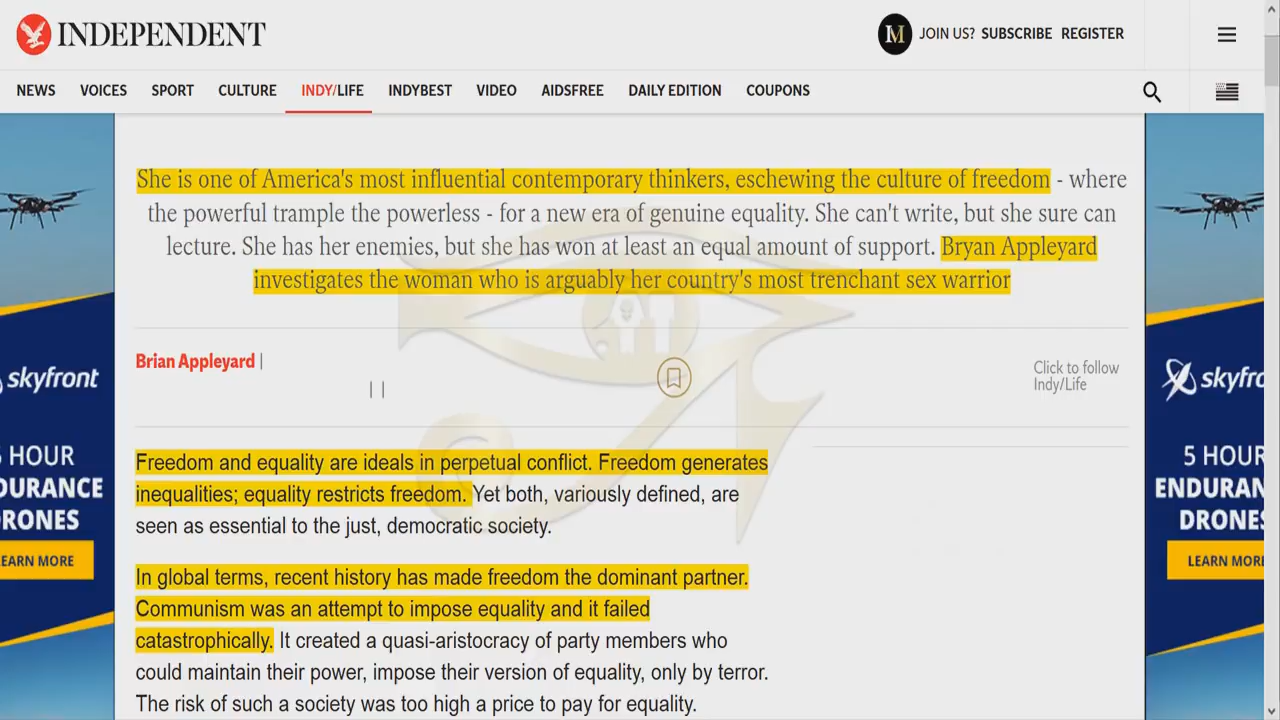 INDEPENDENT
M JOIN US? SUBSCRIBE REGISTER
NEWS VOICES SPORT CULTURE INDY/LIFE INDYBEST VIDEO AIDSFREE DAILY EDITION COUPONS
She is one of America's most influential contemporary thinkers, eschewing the culture of freedom - where
the powerful trample the powerless - for a new era of genuine equality. She can't write, but she sure can
lecture. She has her enemies, but she has won at least an equal amount of support. Bryan Appleyard
investigates the woman who is arguably her country's most trenchant sex warrior
Brian Appleyard |
| |
Click to follow
Indy/Life
Freedom and equality are ideals in perpetual conflict. Freedom generates
inequalities; equality restricts freedom. Yet both, variously defined, are
seen as essential to the just, democratic society.
In global terms, recent history has made freedom the dominant partner.
Communism was an attempt to impose equality and it failed
catastrophically. It created a quasi-aristocracy of party members who
could maintain their power, impose their version of equality, only by terror.
The risk of such a society was too high a price to pay for equality.
skyfront
5 HOUR
DURANCE
DRONES
EARN MORE
skyfro
5 HOUR
ENDURAN
DRONES
LEARN MORE